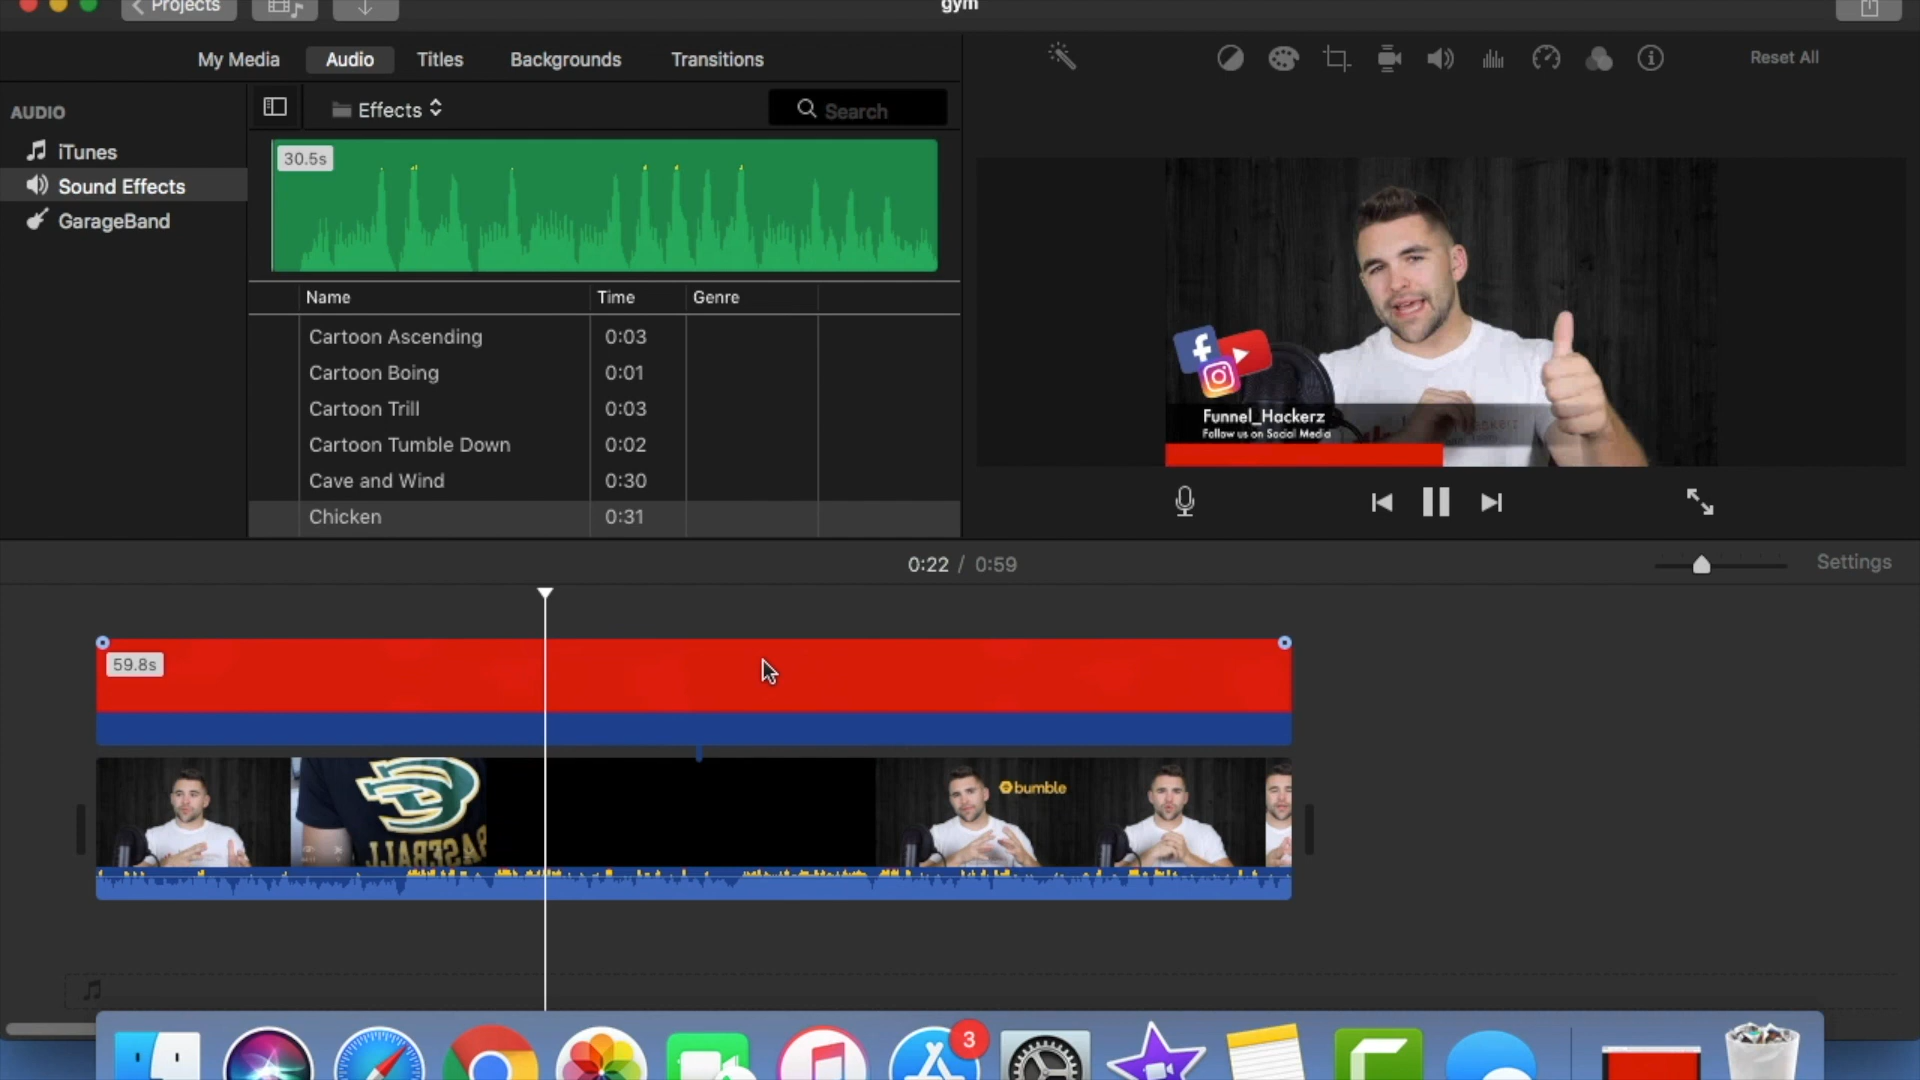 Projects
gym
My Media
Audio
Titles
Backgrounds
Transitions
Reset All
AUDIO
Effects
Search
iTunes
Sound Effects
GarageBand
30.5s
Name Time Genre
Cartoon Ascending 0:03
Cartoon Boing 0:01
Cartoon Trill 0:03
Cartoon Tumble Down 0:02
Cave and Wind 0:30
Chicken 0:31
Funnel_Hackerz
Follow us on Social Media
0:22 / 0:59
Settings
59.8s
BASEBALL
bumble
3